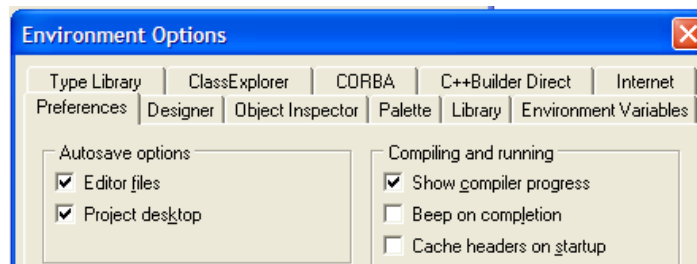 Environment Options
Type Library ClassExplorer CORBA C++Builder Direct Internet
Preferences Designer Object Inspector Palette Library Environment Variables
Autosave options
Editor files
Project desktop
Compiling and running
Show compiler progress
Beep on completion
Cache headers on startup